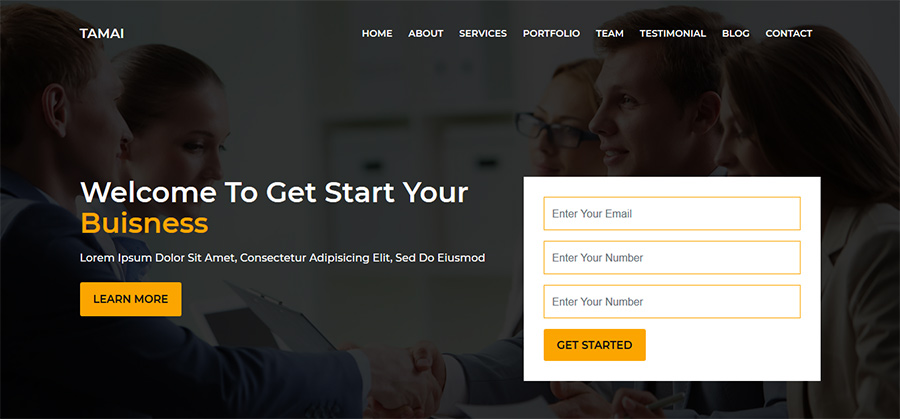 TAMAI
HOME ABOUT SERVICES PORTFOLIO TEAM TESTIMONIAL BLOG CONTACT
Welcome To Get Start Your
Buisness
Lorem Ipsum Dolor Sit Amet, Consectetur Adipisicing Elit, Sed Do Eiusmod
LEARN MORE
Enter Your Email
Enter Your Number
Enter Your Number
GET STARTED